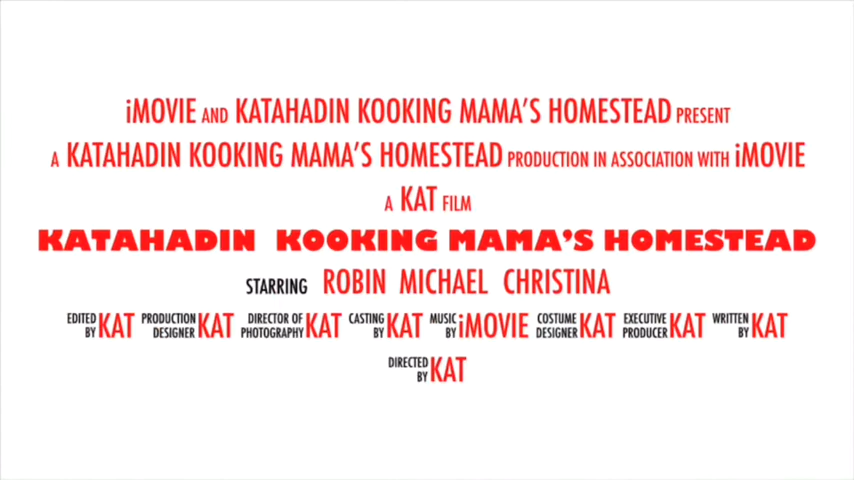 iMOVIE AND KATAHADIN KOOKING MAMA'S HOMESTEAD PRESENT
A KATAHADIN KOOKING MAMA'S HOMESTEAD PRODUCTION IN ASSOCIATION WITH iMOVIE
A KAT FILM
KATAHADIN KOOKING MAMA'S HOMESTEAD
STARRING ROBIN MICHAEL CHRISTINA
EDITED BY KAT PRODUCTION DESIGNER KAT DIRECTOR OF PHOTOGRAPHY KAT CASTING BY KAT MUSIC BY iMOVIE COSTUME DESIGNER KAT EXECUTIVE PRODUCER KAT WRITTEN BY KAT
DIRECTED BY KAT